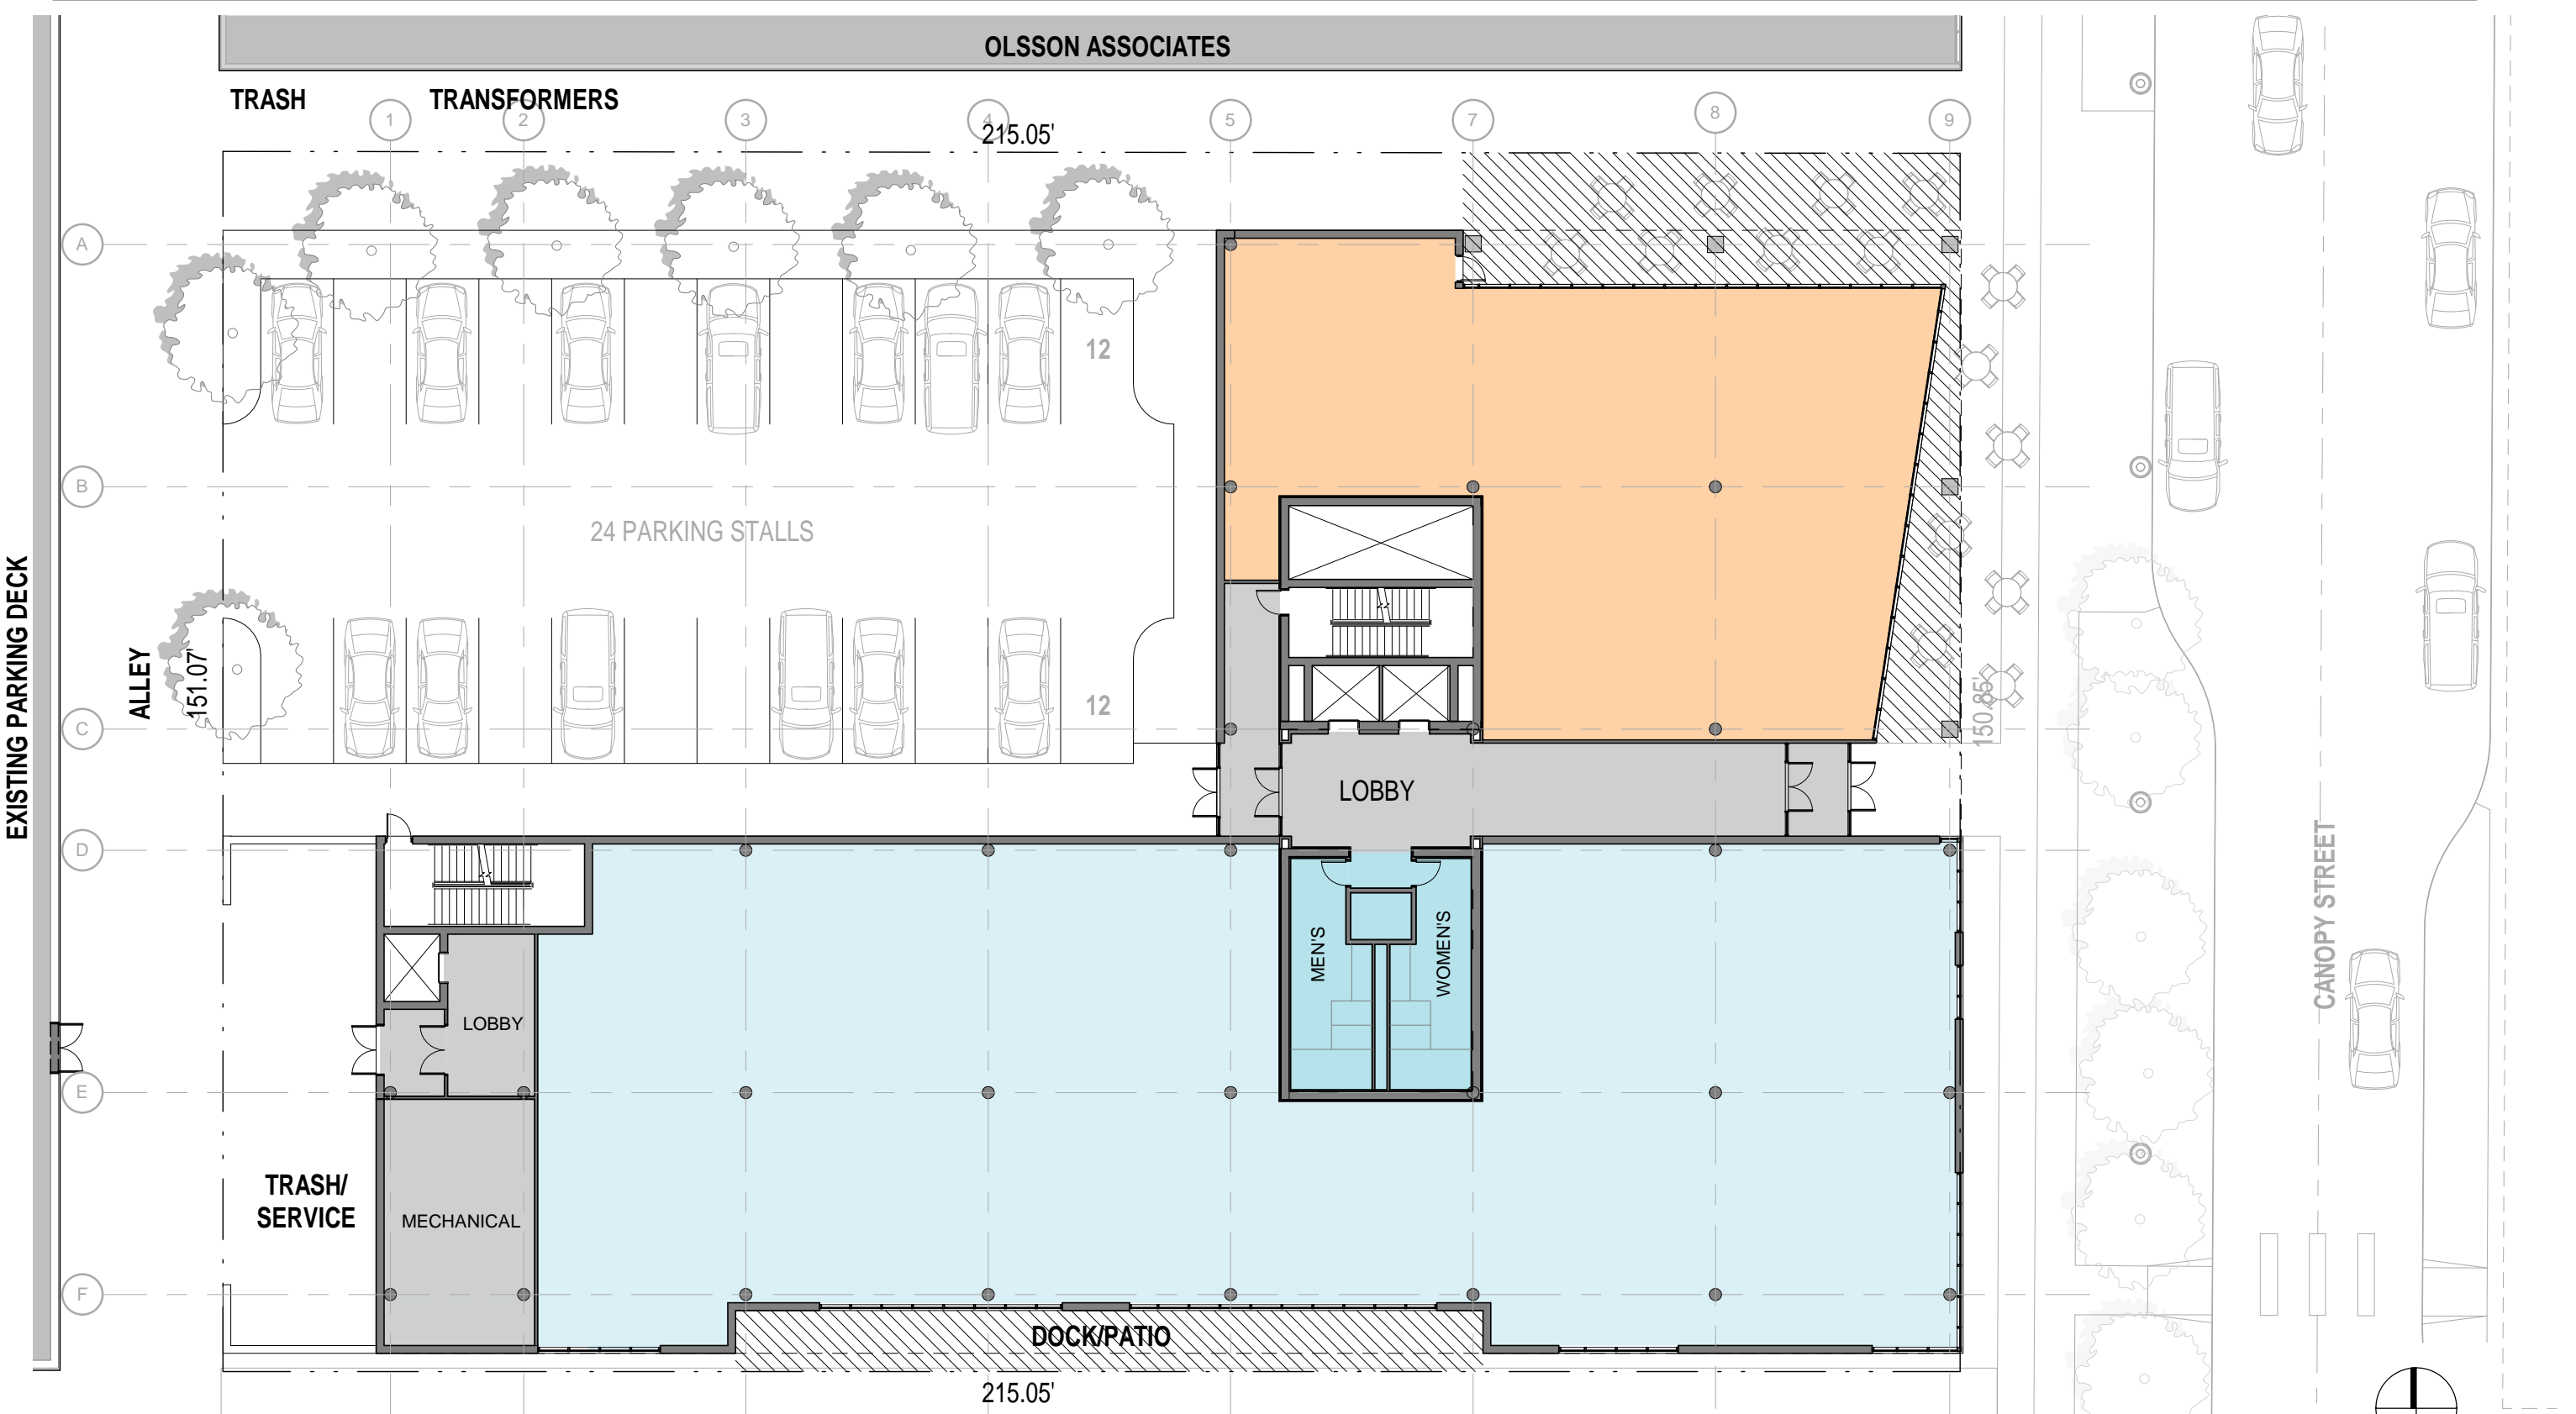 OLSSON ASSOCIATES
TRASH
TRANSFORMERS
1
2
3
4
5
7
8
9
215.05'
A
B
C
D
E
F
12
24 PARKING STALLS
12
EXISTING PARKING DECK
ALLEY
151.07'
150.85'
LOBBY
CANOPY STREET
MEN'S
WOMEN'S
LOBBY
TRASH/
SERVICE
MECHANICAL
DOCK/PATIO
215.05'